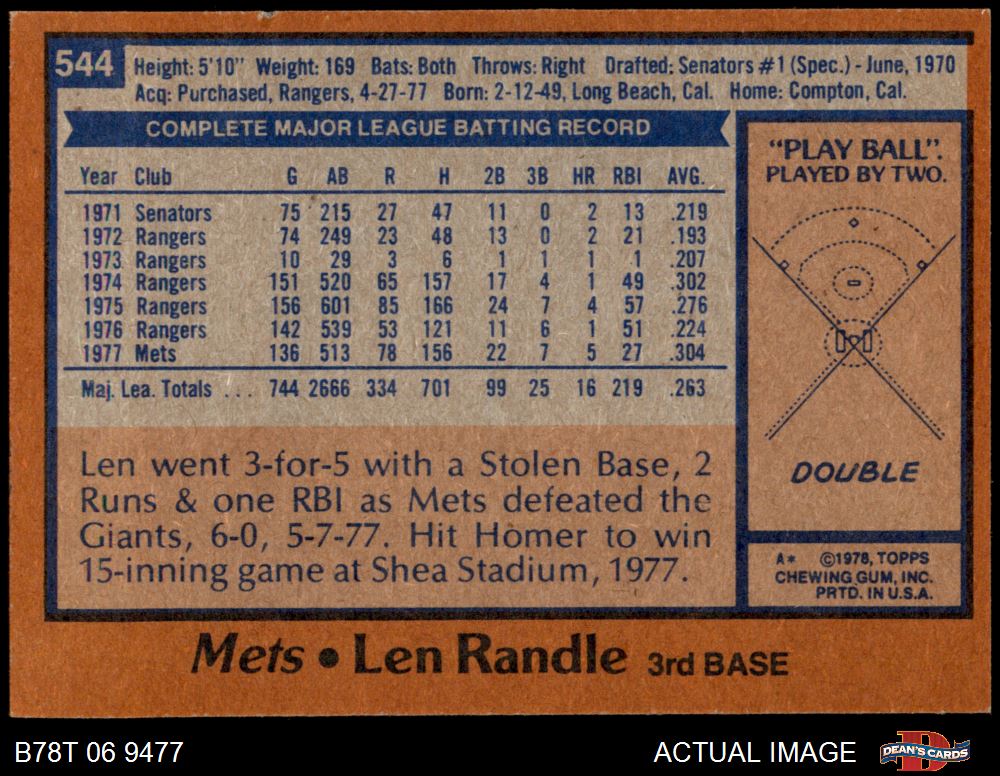 544
Height: 5'10" Weight: 169 Bats: Both Throws: Right Drafted: Senators #1 (Spec.) - June, 1970
Acq: Purchased, Rangers, 4-27-77 Born: 2-12-49, Long Beach, Cal. Home: Compton, Cal.
COMPLETE MAJOR LEAGUE BATTING RECORD
Year Club G AB R H 2B 3B HR RBI AVG.
1971 Senators 75 215 27 47 11 0 2 13 .219
1972 Rangers 74 249 23 48 13 0 2 21 .193
1973 Rangers 10 29 3 6 1 1 1 1 .207
1974 Rangers 151 520 65 157 17 4 1 49 .302
1975 Rangers 156 601 85 166 24 7 4 57 .276
1976 Rangers 142 539 53 121 11 6 1 51 .224
1977 Mets 136 513 78 156 22 7 5 27 .304
Maj. Lea. Totals . . . 744 2666 334 701 99 25 16 219 .263
Len went 3-for-5 with a Stolen Base, 2
Runs & one RBI as Mets defeated the
Giants, 6-0, 5-7-77. Hit Homer to win
15-inning game at Shea Stadium, 1977.
"PLAY BALL".
PLAYED BY TWO.
DOUBLE
A* ©1978, TOPPS
CHEWING GUM, INC.
PRTD. IN U.S.A.
Mets • Len Randle 3rd BASE
B78T 06 9477
ACTUAL IMAGE
D
DEAN'S CARDS